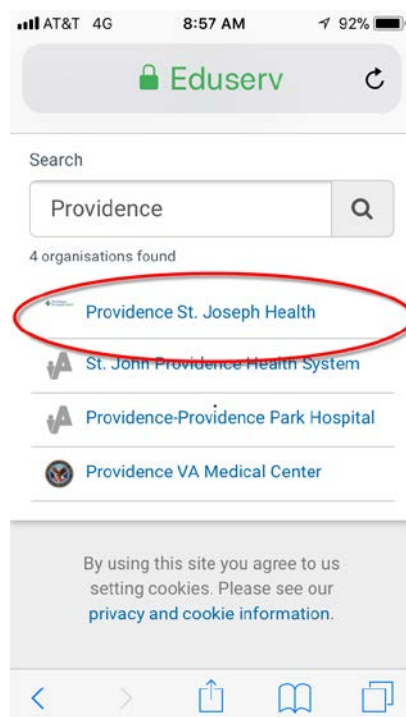 AT&T 4G 8:57 AM 92%
Eduserv
Search
Providence
4 organisations found
Providence St. Joseph Health
St. John Providence Health System
Providence-Providence Park Hospital
Providence VA Medical Center
By using this site you agree to us
setting cookies. Please see our
privacy and cookie information.